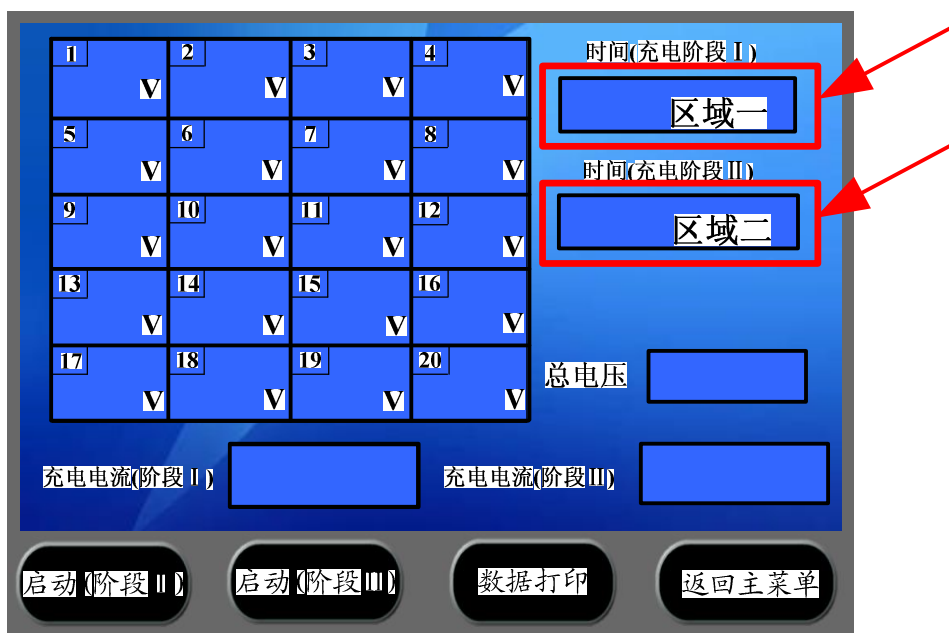 1 2 3 4
V V V V
5 6 7 8
V V V V
9 10 11 12
V V V V
13 14 15 16
V V V V
17 18 19 20
V V V V
时间(充电阶段Ⅰ)
区域一
时间(充电阶段Ⅱ)
区域二
总电压
充电电流(阶段Ⅰ)
充电电流(阶段Ⅱ)
启动(阶段Ⅰ)
启动(阶段Ⅱ)
数据打印
返回主菜单